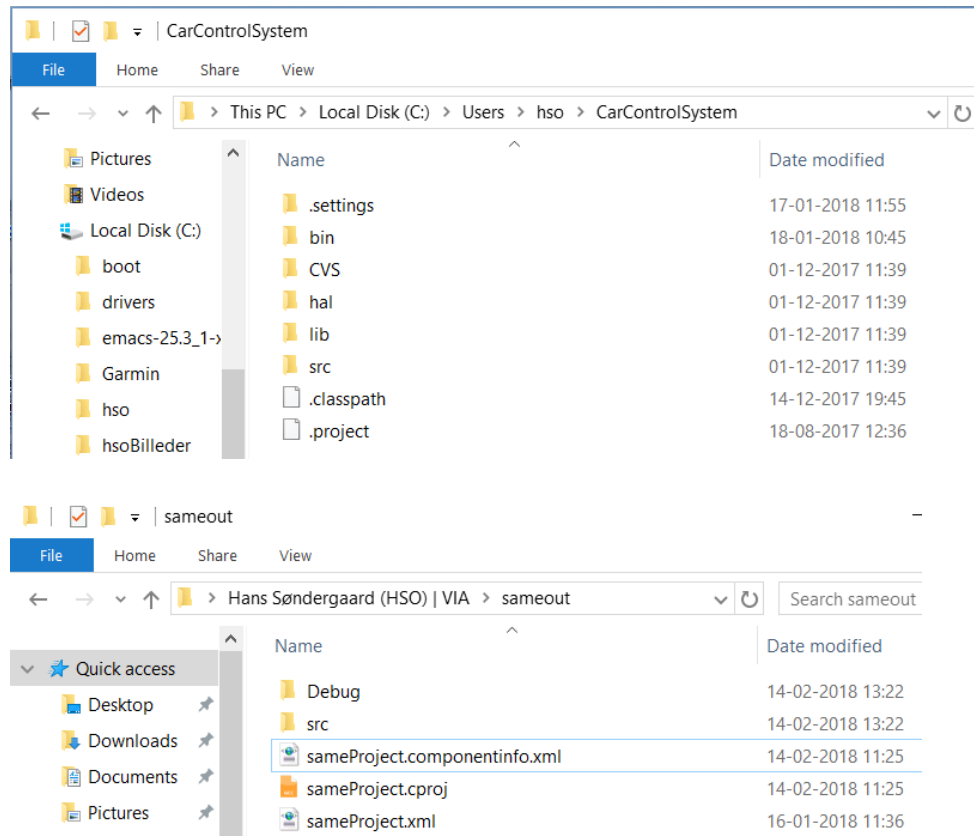 CarControlSystem
File Home Share View
This PC > Local Disk (C:) > Users > hso > CarControlSystem
Pictures Name Date modified
Videos .settings 17-01-2018 11:55
Local Disk (C:) bin 18-01-2018 10:45
boot CVS 01-12-2017 11:39
drivers hal 01-12-2017 11:39
emacs-25.3_1-x lib 01-12-2017 11:39
Garmin src 01-12-2017 11:39
hso .classpath 14-12-2017 19:45
hsoBilleder .project 18-08-2017 12:36
sameout
File Home Share View
Hans Søndergaard (HSO) | VIA > sameout Search sameout
Name Date modified
Quick access
Debug 14-02-2018 13:22
Desktop src 14-02-2018 13:22
Downloads sameProject.componentinfo.xml 14-02-2018 11:25
Documents sameProject.cproj 14-02-2018 11:25
Pictures sameProject.xml 16-01-2018 11:36